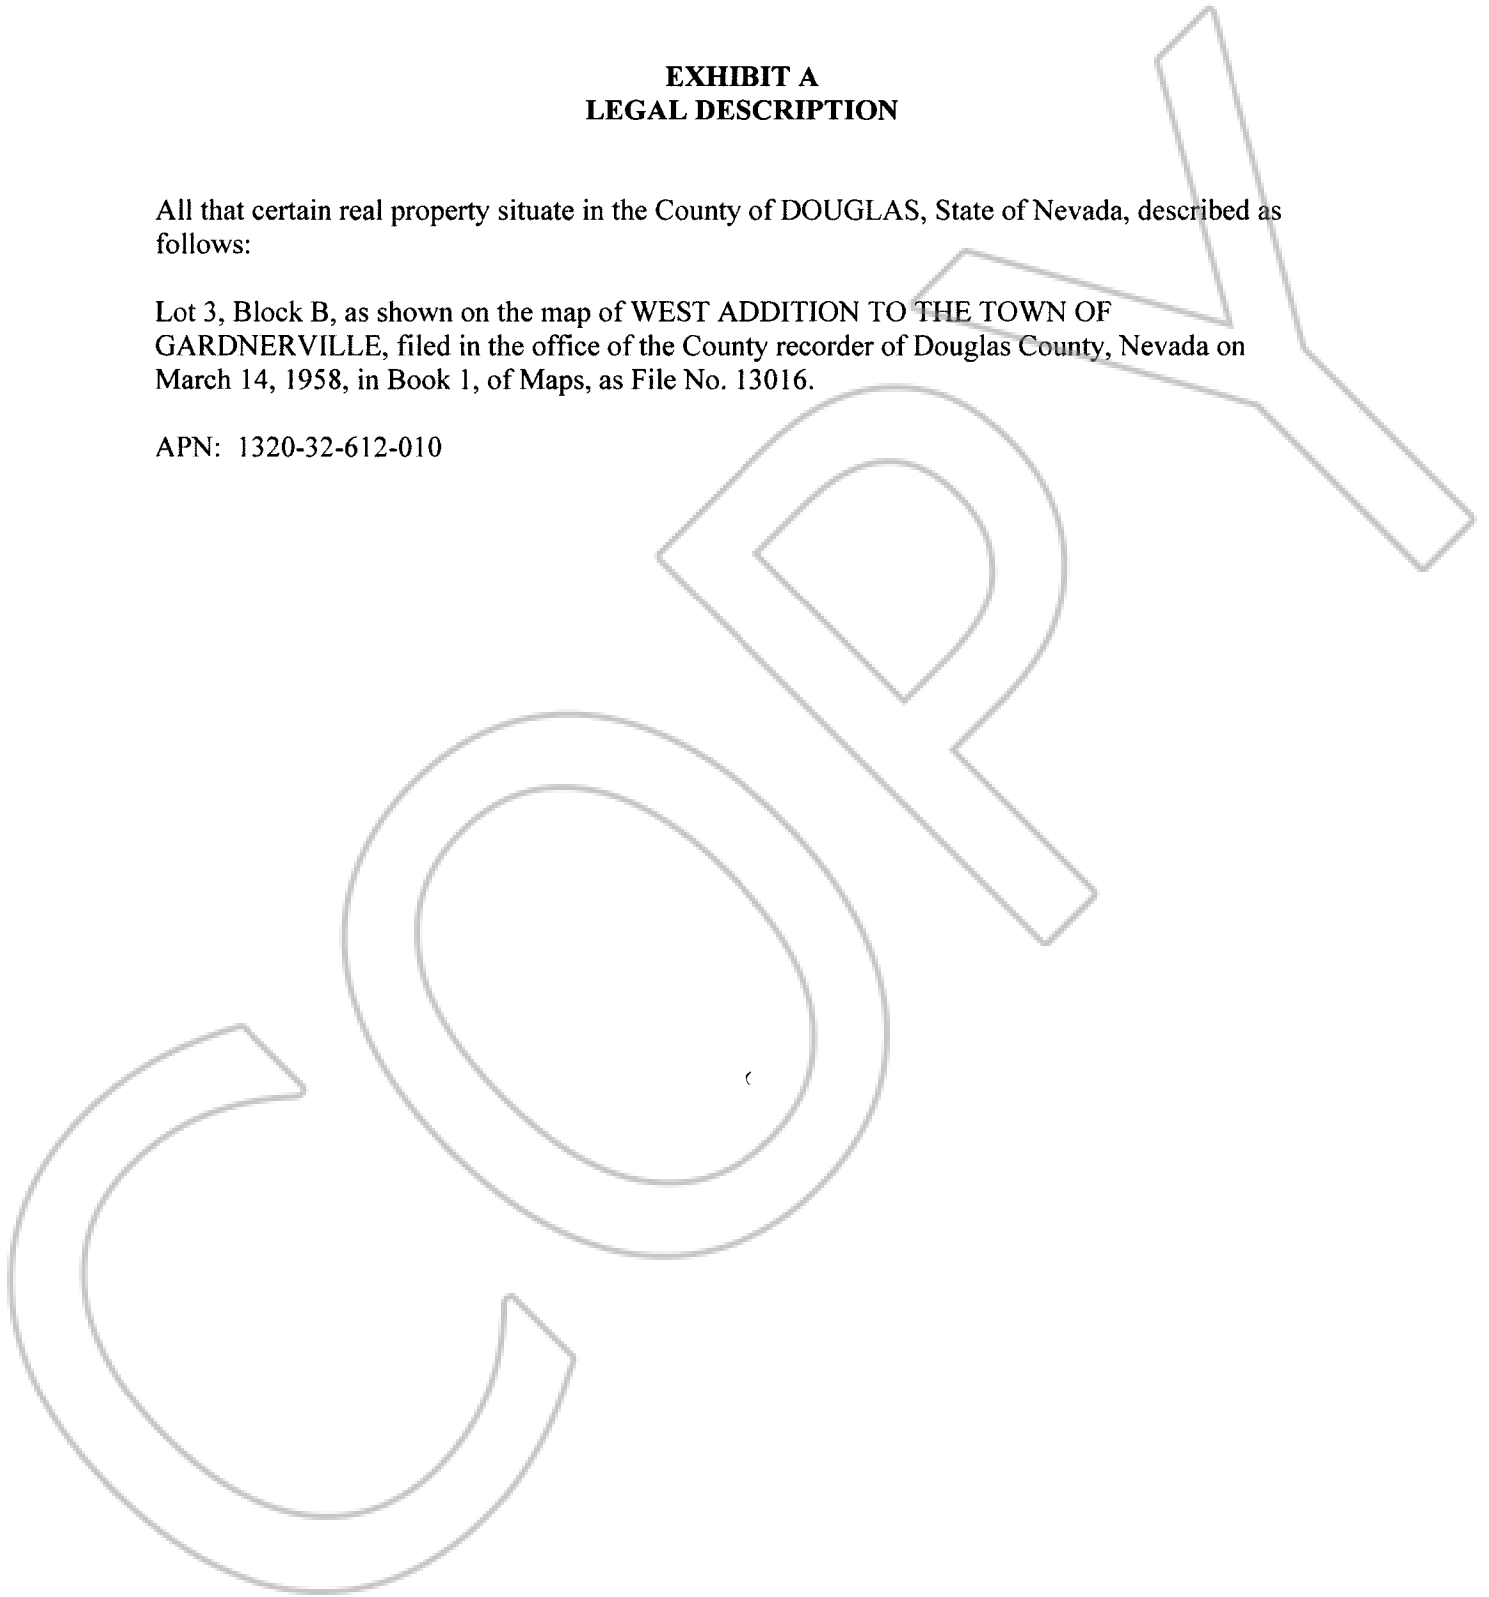 EXHIBIT A
LEGAL DESCRIPTION
All that certain real property situate in the County of DOUGLAS, State of Nevada, described as
follows:
Lot 3, Block B, as shown on the map of WEST ADDITION TO THE TOWN OF
GARDNERVILLE, filed in the office of the County recorder of Douglas County, Nevada on
March 14, 1958, in Book 1, of Maps, as File No. 13016.
APN: 1320-32-612-010
COPY